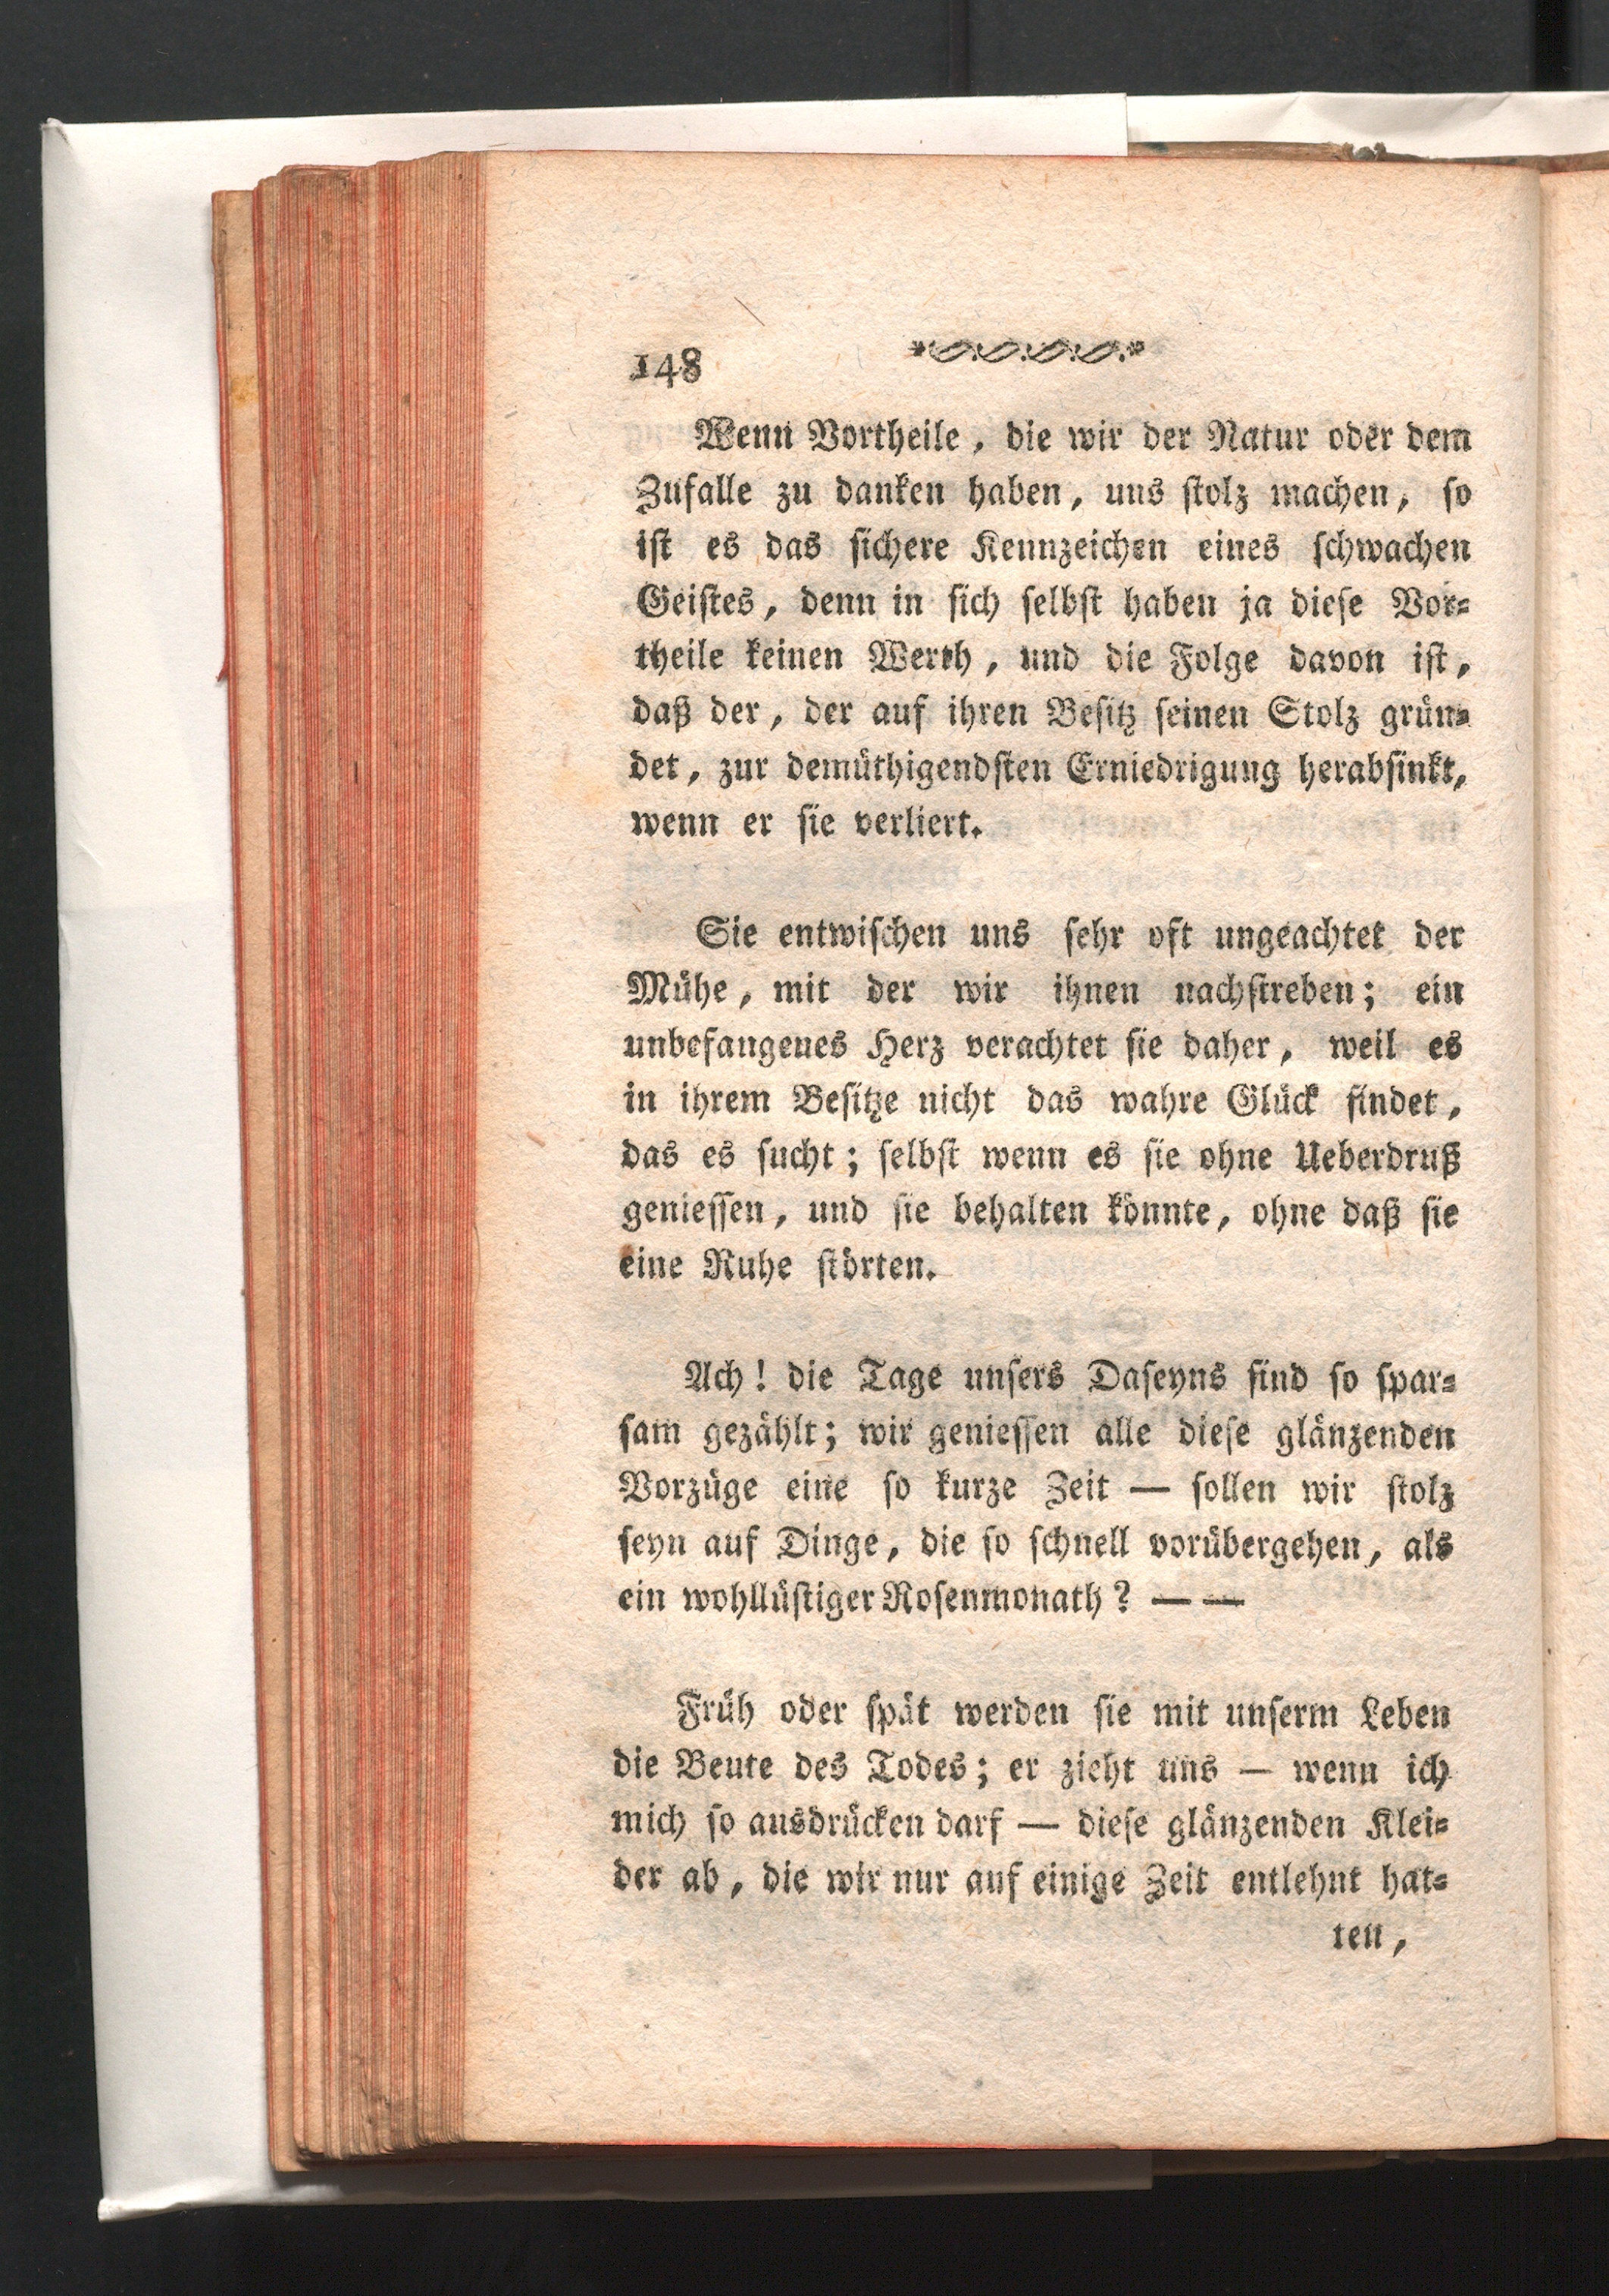 148
Wenn Vortheile, die wir der Natur oder dem
Zufalle zu danken haben, uns ſtolz machen, ſo
iſt es das ſichere Kennzeichen eines ſchwachen
Geiſtes, denn in ſich ſelbſt haben ja dieſe Vor⸗
theile keinen Werth, und die Folge davon iſt,
daß der, der auf ihren Beſitz ſeinen Stolz grün⸗
det, zur demüthigendſten Erniedrigung herabſinkt,
wenn er ſie verliert.
Sie entwiſchen uns ſehr oft ungeachtet der
Mühe, mit der wir ihnen nachſtreben; ein
unbefangenes Herz verachtet ſie daher, weil es
in ihrem Beſitze nicht das wahre Glück findet,
das es ſucht; ſelbſt wenn es ſie ohne Ueberdruß
genieſſen, und ſie behalten könnte, ohne daß ſie
eine Ruhe ſtörten.
Ach! die Tage unſers Daſeyns ſind ſo ſpar⸗
ſam gezählt; wir genieſſen alle dieſe glänzenden
Vorzüge eine ſo kurze Zeit — ſollen wir ſtolz
ſeyn auf Dinge, die ſo ſchnell vorübergehen, als
ein wohllüſtiger Roſenmonath? — —
Früh oder ſpät werden ſie mit unſerm Leben
die Beute des Todes; er zieht uns — wenn ich
mich ſo ausdrücken darf — dieſe glänzenden Klei⸗
der ab, die wir nur auf einige Zeit entlehnt hat⸗
ten,